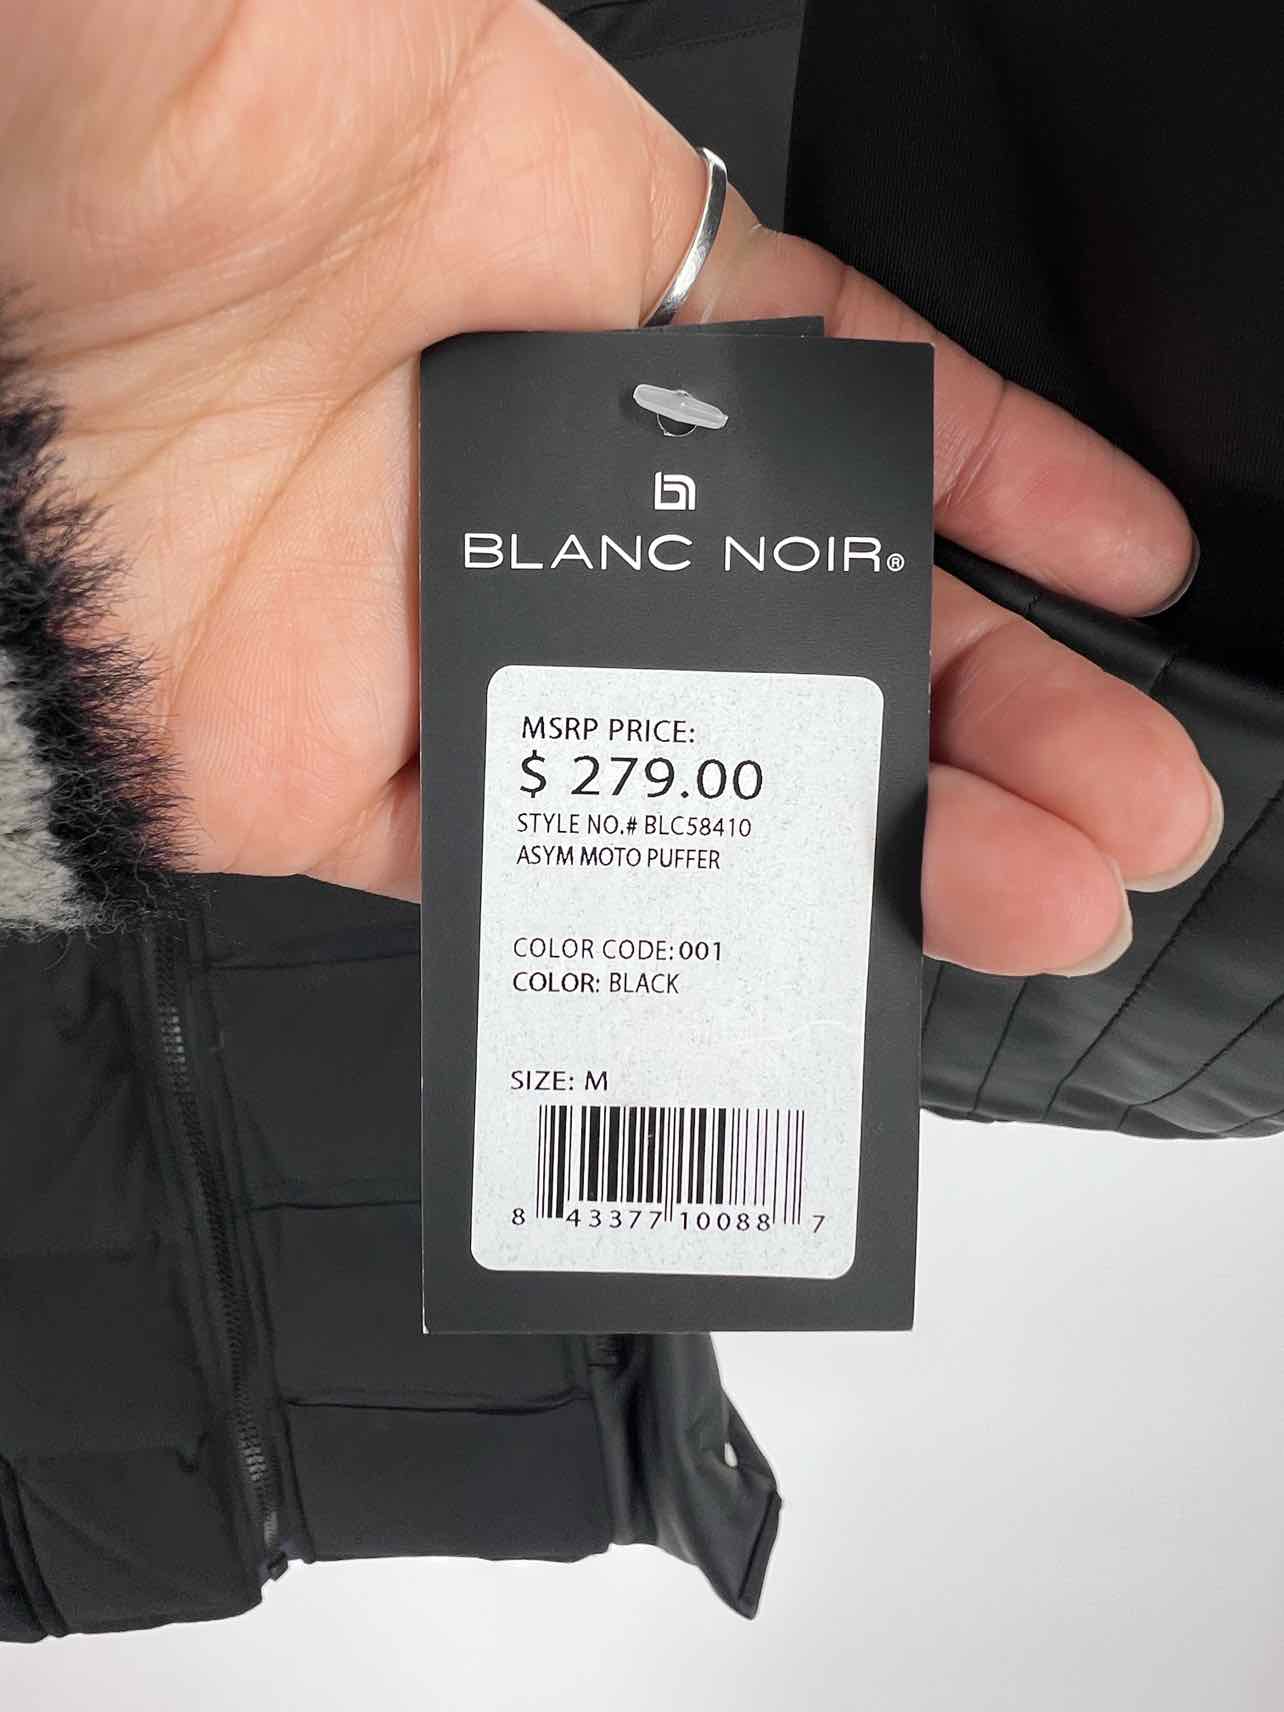 BLANC NOIR®
MSRP PRICE:
$ 279.00
STYLE NO.# BLC58410
ASYM MOTO PUFFER
COLOR CODE: 001
COLOR: BLACK
SIZE: M
8 43377 10088 7